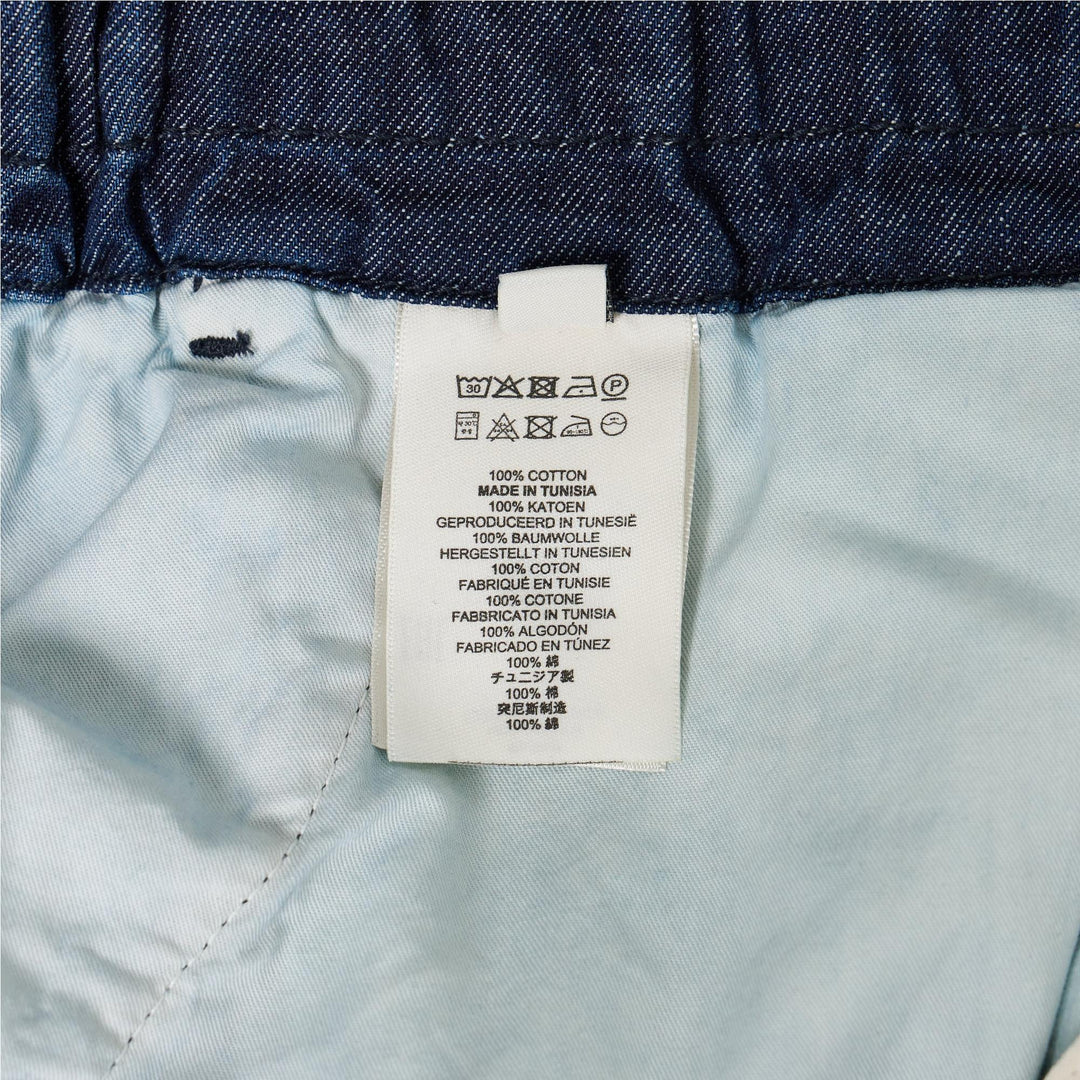 30
P
100% COTTON
MADE IN TUNISIA
100% KATOEN
GEPRODUCEERD IN TUNESIË
100% BAUMWOLLE
HERGESTELLT IN TUNESIEN
100% COTON
FABRIQUÉ EN TUNISIE
100% COTONE
FABBRICATO IN TUNISIA
100% ALGODÓN
FABRICADO EN TÚNEZ
100% 綿
チュニジア製
100% 棉
突尼斯制造
100% 綿